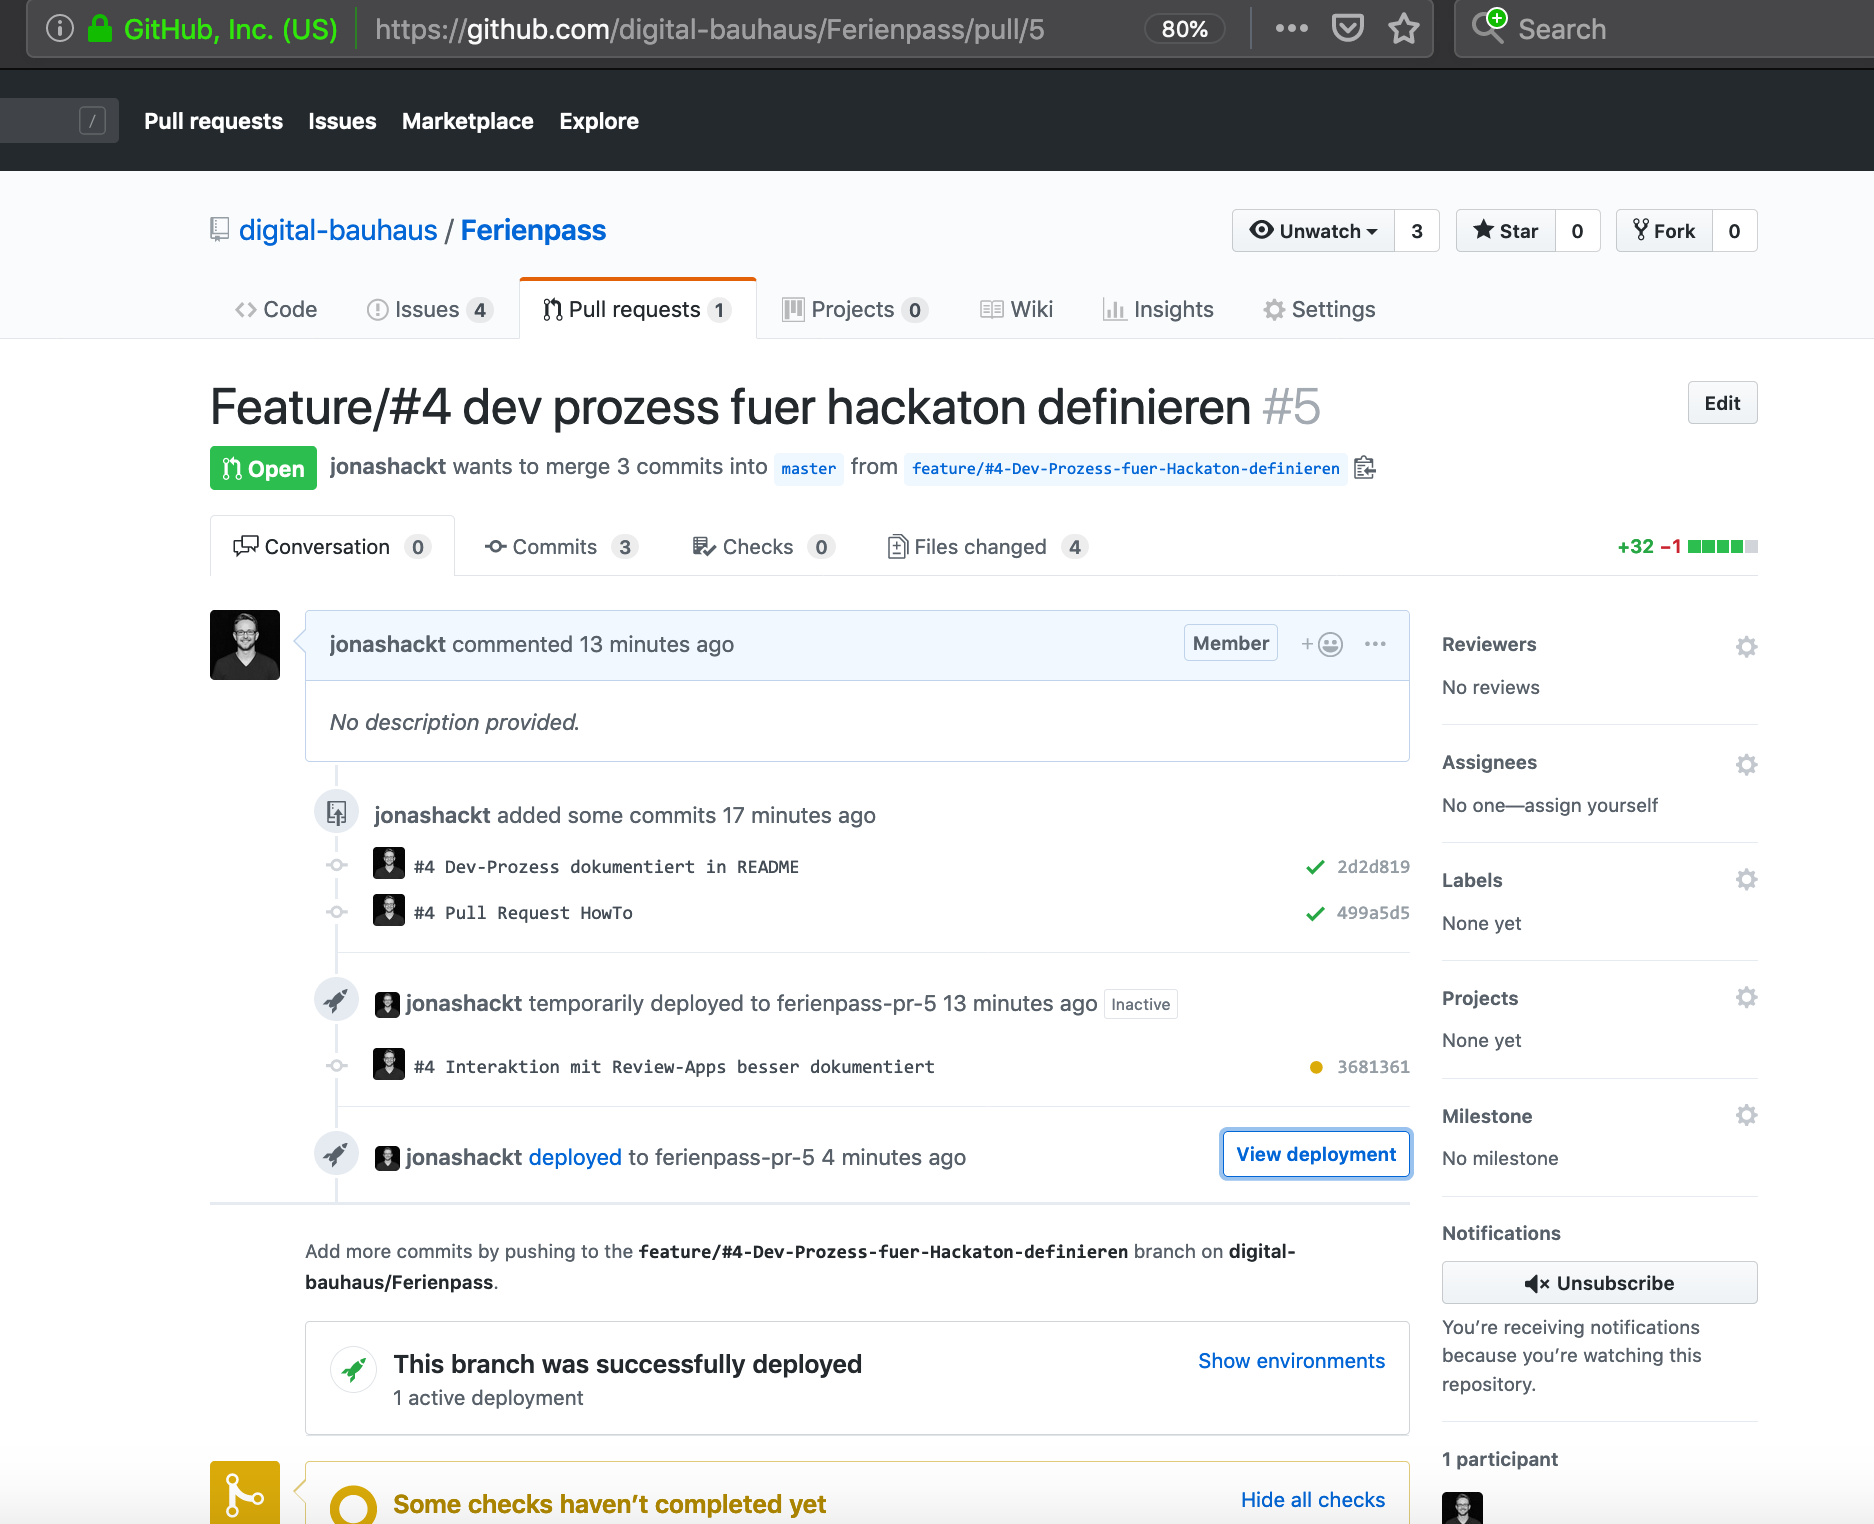 GitHub, Inc. (US) https://github.com/digital-bauhaus/Ferienpass/pull/5 80% Search
/ Pull requests Issues Marketplace Explore
digital-bauhaus / Ferienpass Unwatch 3 Star 0 Fork 0
Code Issues 4 Pull requests 1 Projects 0 Wiki Insights Settings
Feature/#4 dev prozess fuer hackaton definieren #5 Edit
Open jonashackt wants to merge 3 commits into master from feature/#4-Dev-Prozess-fuer-Hackaton-definieren
Conversation 0 Commits 3 Checks 0 Files changed 4 +32 −1
jonashackt commented 13 minutes ago Member
No description provided.
jonashackt added some commits 17 minutes ago
#4 Dev-Prozess dokumentiert in README 2d2d819
#4 Pull Request HowTo 499a5d5
jonashackt temporarily deployed to ferienpass-pr-5 13 minutes ago Inactive
#4 Interaktion mit Review-Apps besser dokumentiert 3681361
jonashackt deployed to ferienpass-pr-5 4 minutes ago View deployment
Add more commits by pushing to the feature/#4-Dev-Prozess-fuer-Hackaton-definieren branch on digital-
bauhaus/Ferienpass.
This branch was successfully deployed Show environments
1 active deployment
Some checks haven’t completed yet Hide all checks
Reviewers
No reviews
Assignees
No one—assign yourself
Labels
None yet
Projects
None yet
Milestone
No milestone
Notifications
Unsubscribe
You’re receiving notifications
because you’re watching this
repository.
1 participant